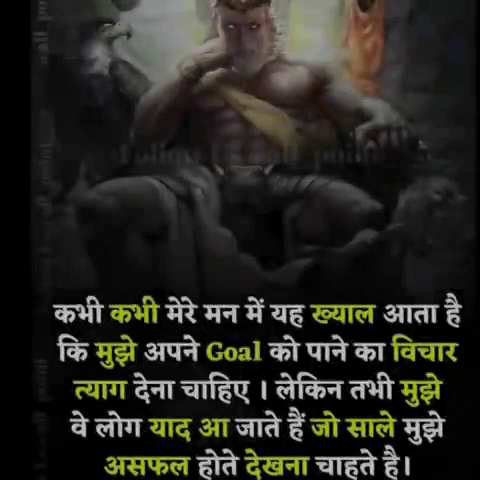 कभी कभी मेरे मन में यह ख्याल आता है
कि मुझे अपने Goal को पाने का विचार
त्याग देना चाहिए । लेकिन तभी मुझे
वे लोग याद आ जाते हैं जो साले मुझे
असफल होते देखना चाहते है।